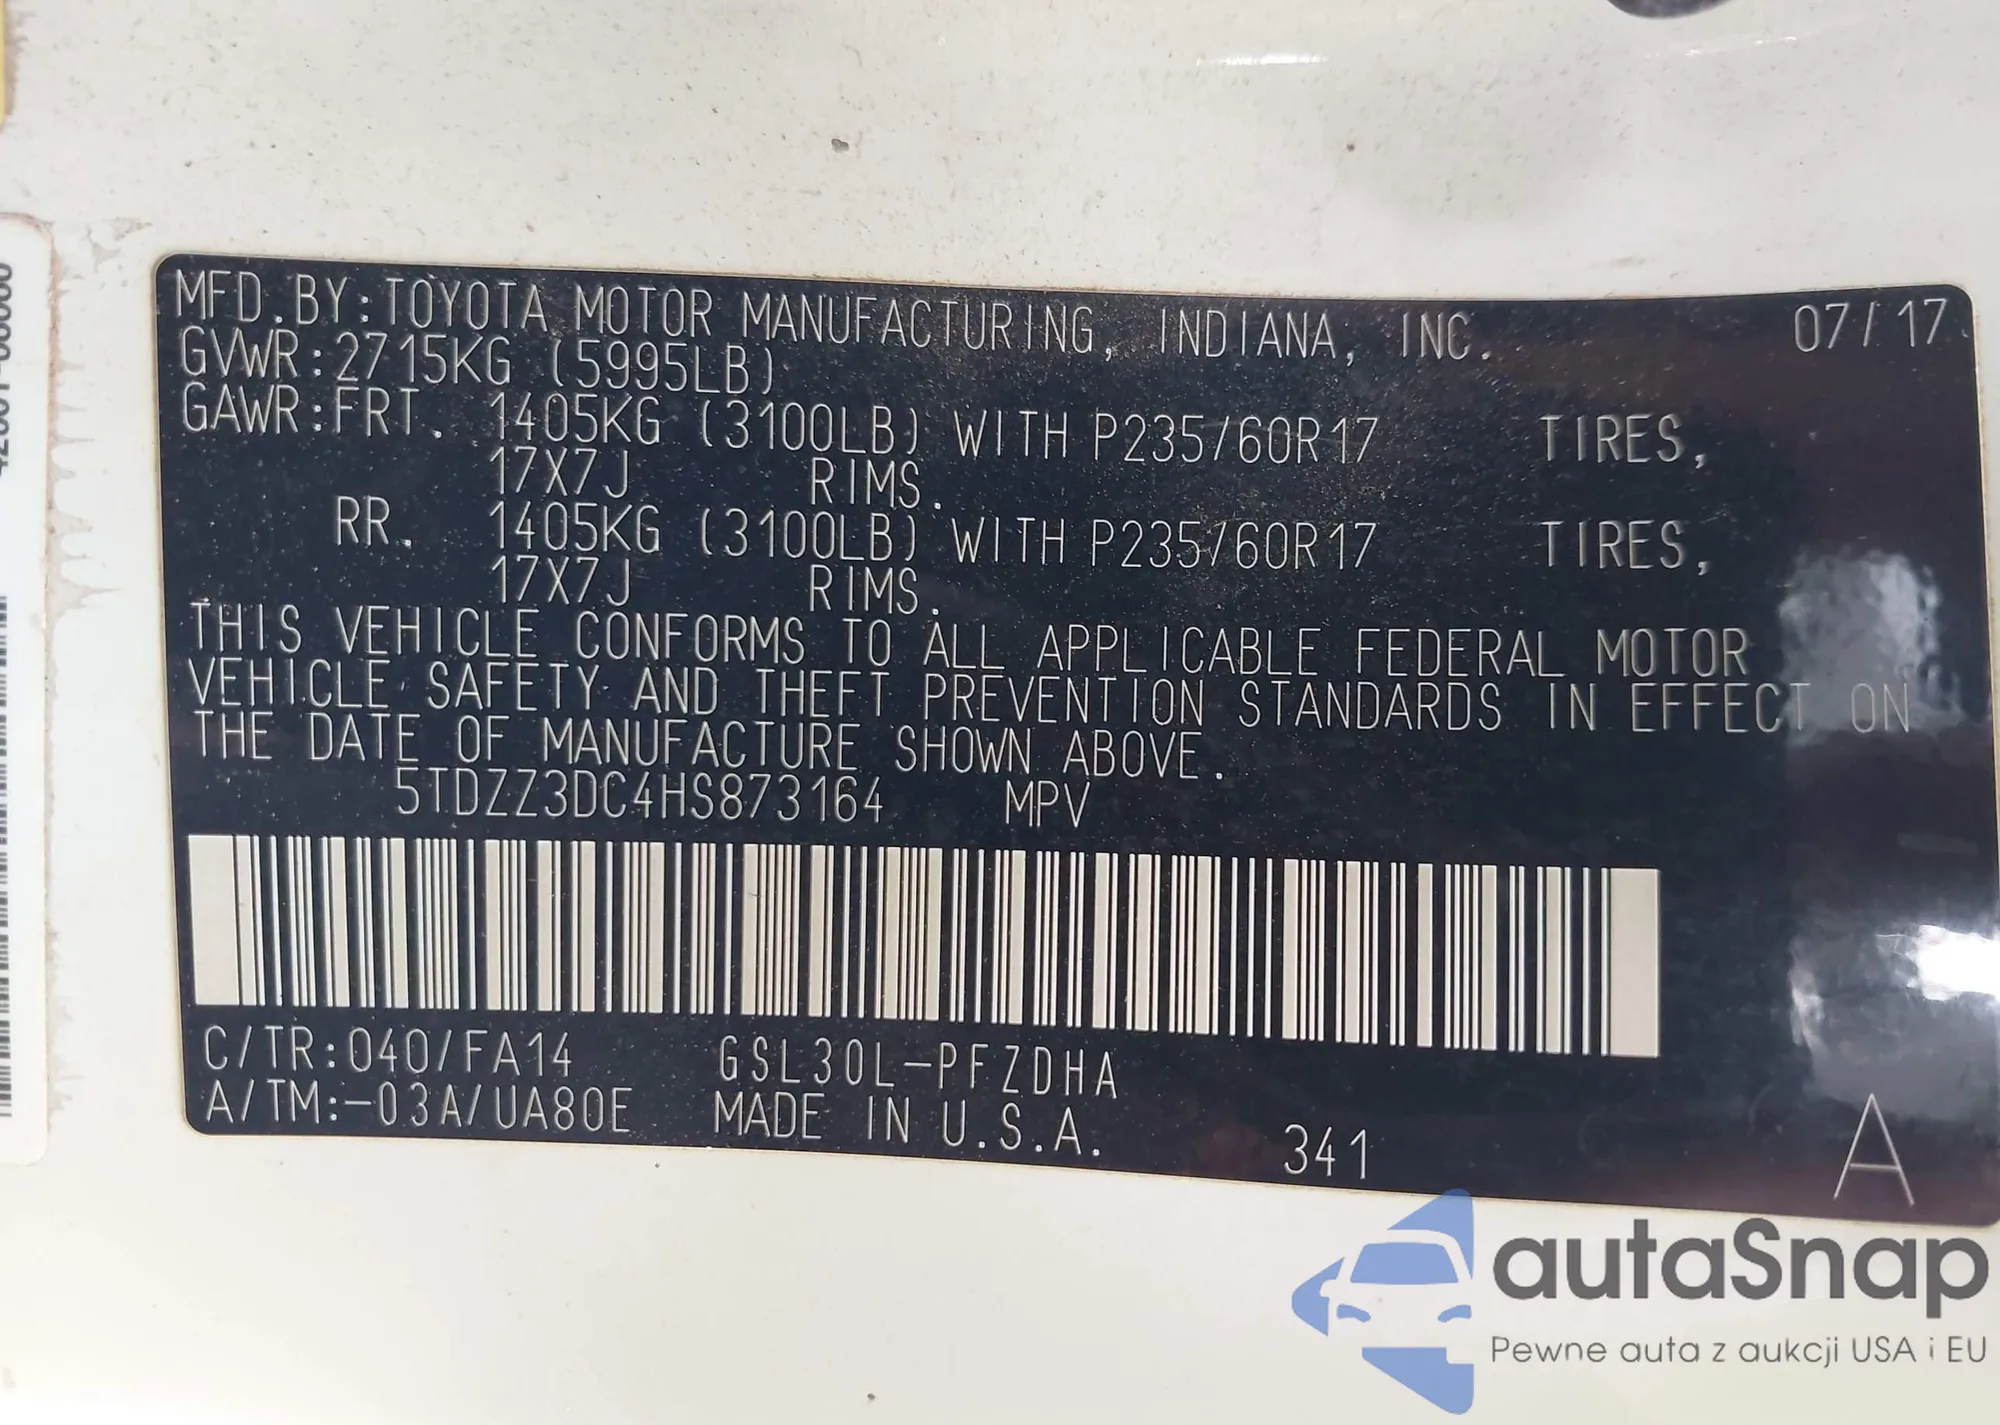 MFD.BY:TOYOTA MOTOR MANUFACTURING, INDIANA, INC. 07/17
GVWR:2715KG (5995LB)
GAWR:FRT. 1405KG (3100LB) WITH P235/60R17 TIRES,
17X7J RIMS.
RR. 1405KG (3100LB) WITH P235/60R17 TIRES,
17X7J RIMS.
THIS VEHICLE CONFORMS TO ALL APPLICABLE FEDERAL MOTOR
VEHICLE SAFETY AND THEFT PREVENTION STANDARDS IN EFFECT ON
THE DATE OF MANUFACTURE SHOWN ABOVE.
5TDZZ3DC4HS873164 MPV
C/TR:040/FA14 GSL30L-PFZDHA
A/TM:-03A/UA80E MADE IN U.S.A. 341 A
autaSnap
Pewne auta z aukcji USA i EU